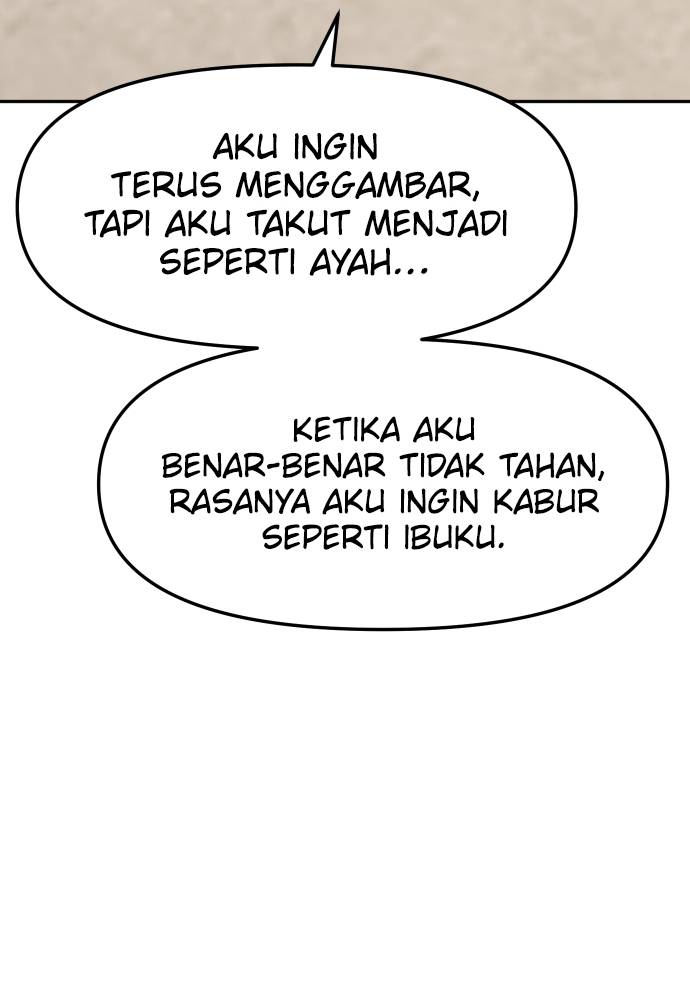 AKU INGIN
TERUS MENGGAMBAR,
TAPI AKU TAKUT MENJADI
SEPERTI AYAH...
KETIKA AKU
BENAR-BENAR TIDAK TAHAN,
RASANYA AKU INGIN KABUR
SEPERTI IBUKU.